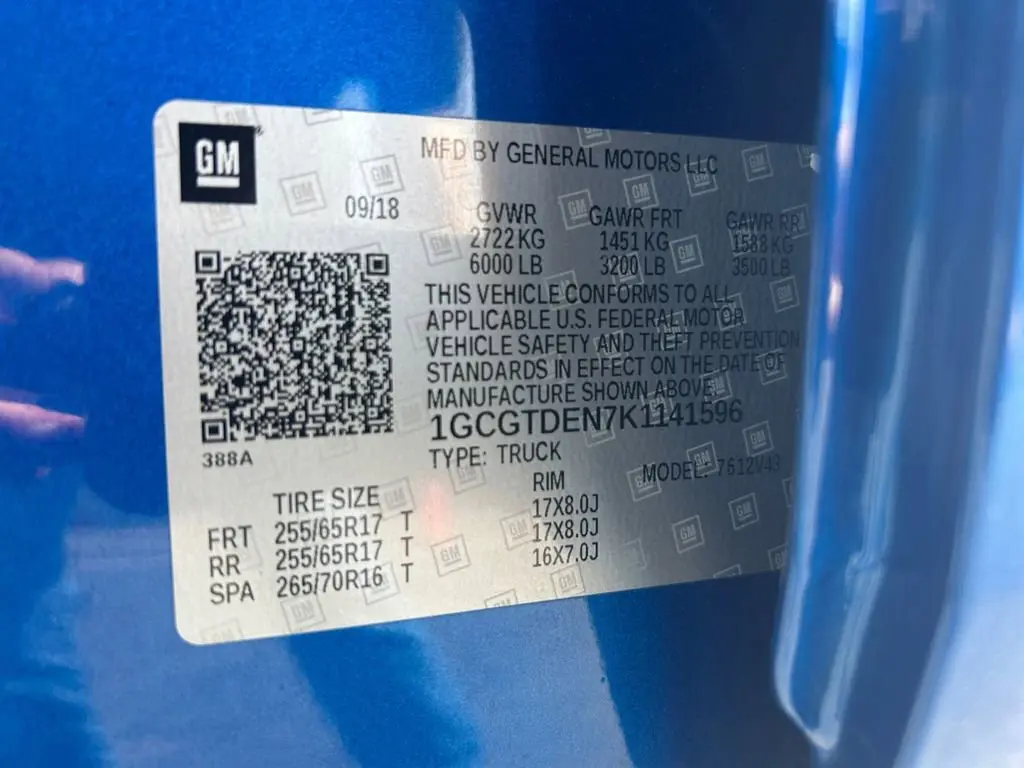 GM
MFD BY GENERAL MOTORS LLC
09/18
GVWR GAWR FRT GAWR RR
2722 KG 1451 KG 1588 KG
6000 LB 3200 LB 3500 LB
THIS VEHICLE CONFORMS TO ALL
APPLICABLE U.S. FEDERAL MOTOR
VEHICLE SAFETY AND THEFT PREVENTION
STANDARDS IN EFFECT ON THE DATE OF
MANUFACTURE SHOWN ABOVE.
1GCGTDEN7K1141596
388A
TYPE: TRUCK MODEL: 7612V43
TIRE SIZE RIM
FRT 255/65R17 T 17X8.0J
RR 255/65R17 T 17X8.0J
SPA 265/70R16 T 16X7.0J